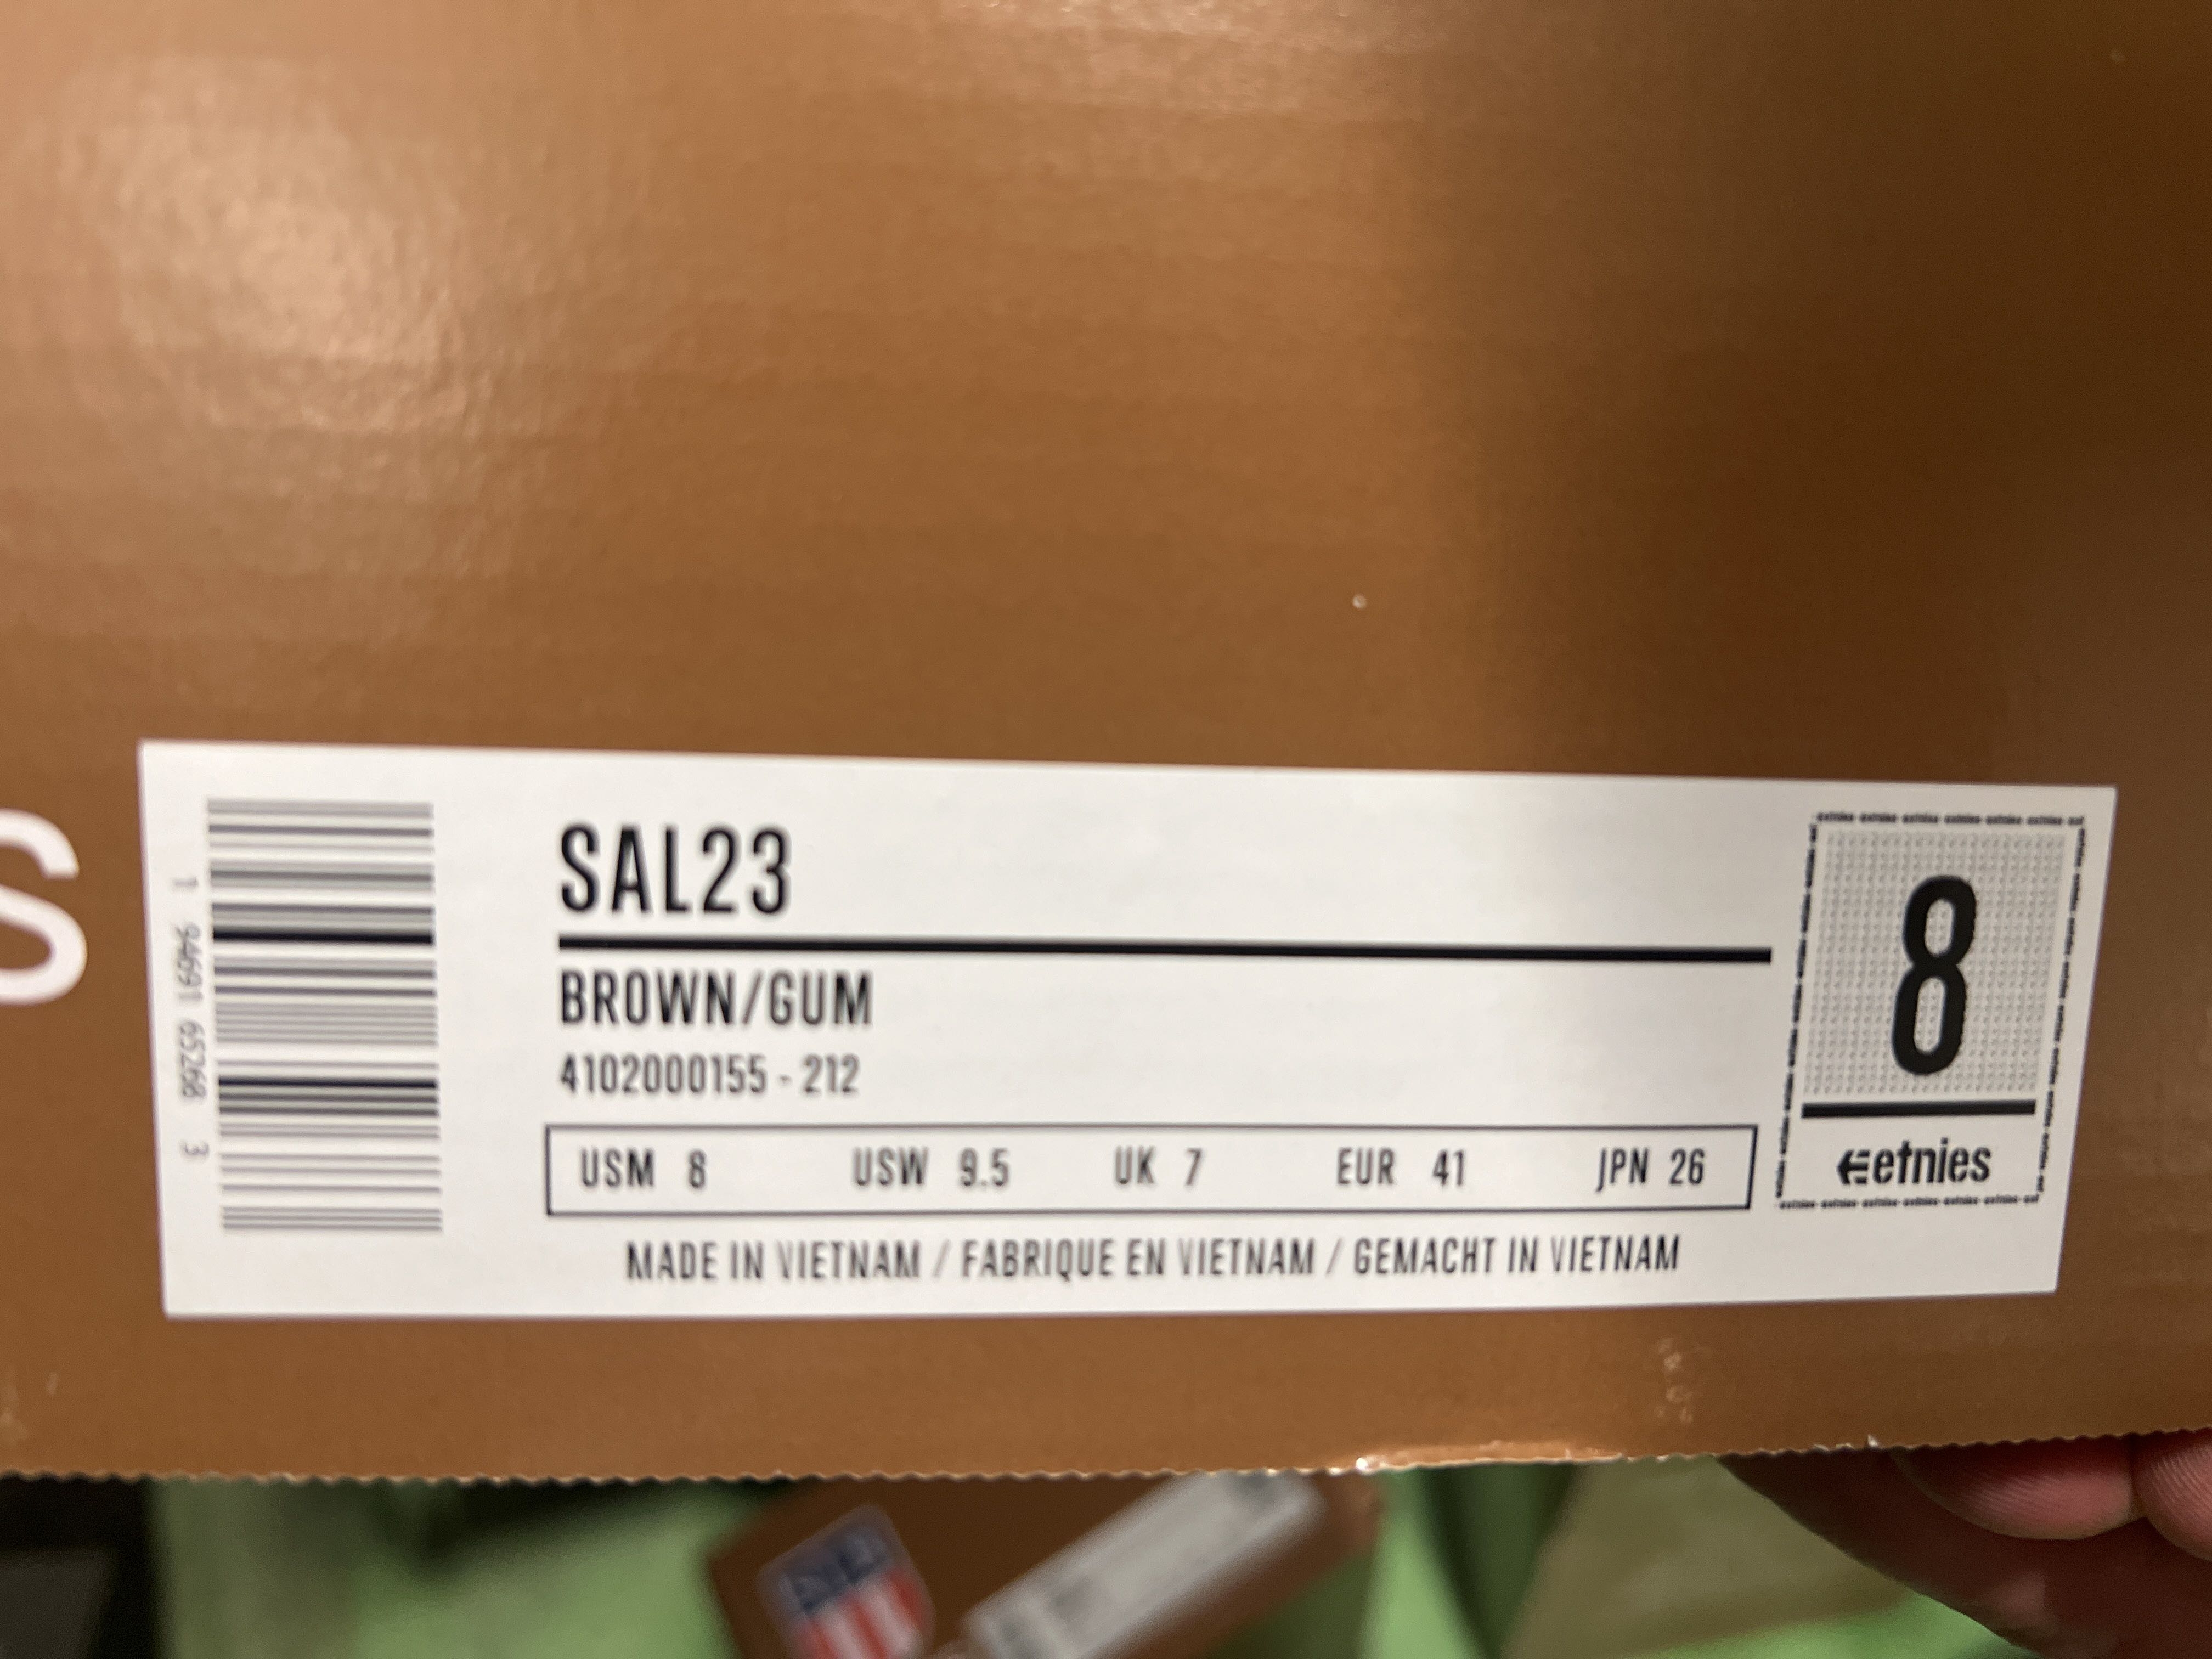 S
1 94691 65268 3
SAL23
BROWN/GUM
4102000155 - 212
USM 8 USW 9.5 UK 7 EUR 41 JPN 26
MADE IN VIETNAM / FABRIQUE EN VIETNAM / GEMACHT IN VIETNAM
8
etnies